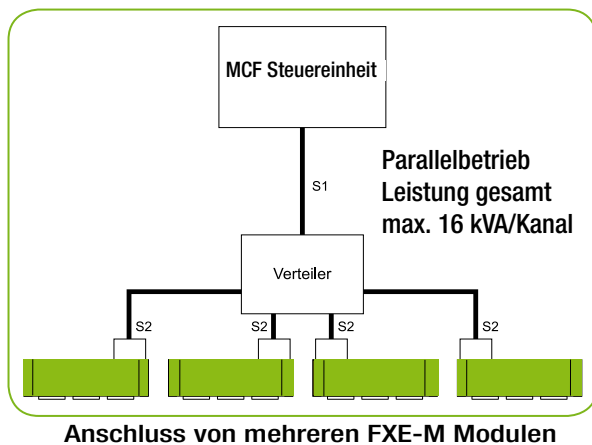 MCF Steuereinheit
S1
Parallelbetrieb
Leistung gesamt
max. 16 kVA/Kanal
Verteiler
S2
S2
S2
S2
Anschluss von mehreren FXE-M Modulen